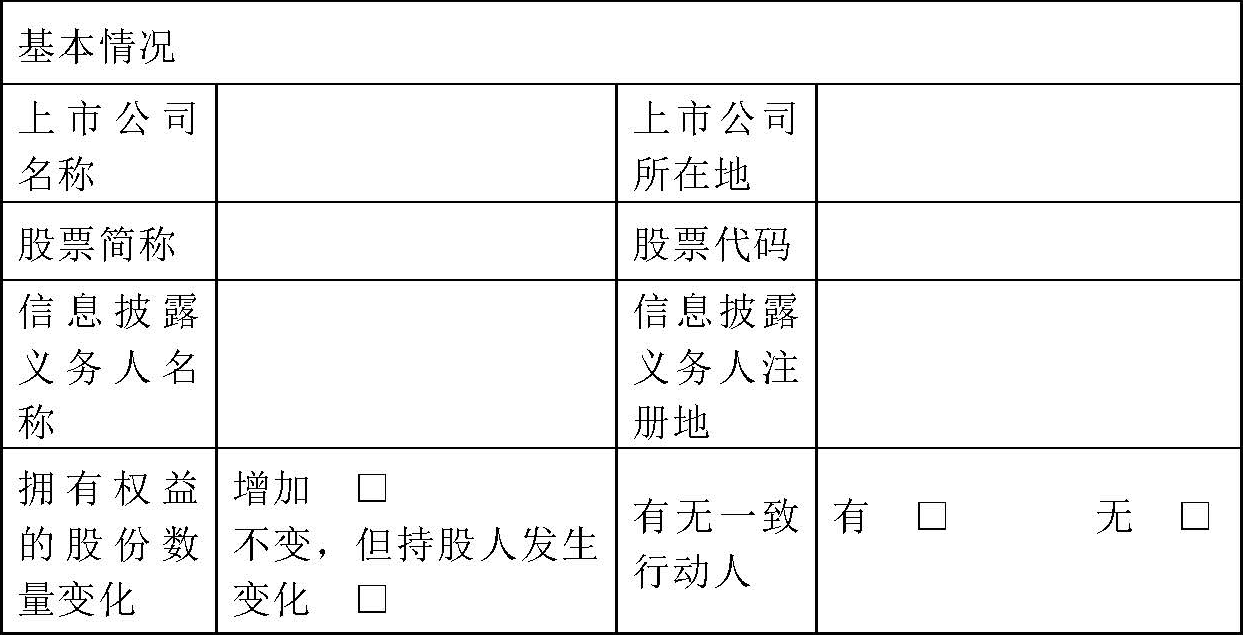 基本情况
上市公司
名称
上市公司
所在地
股票简称
股票代码
信息披露
义务人名
称
信息披露
义务人注
册地
拥有权益
的股份数
量变化
增加 □
不变，但持股人发生
变化 □
有无一致
行动人
有 □ 无 □